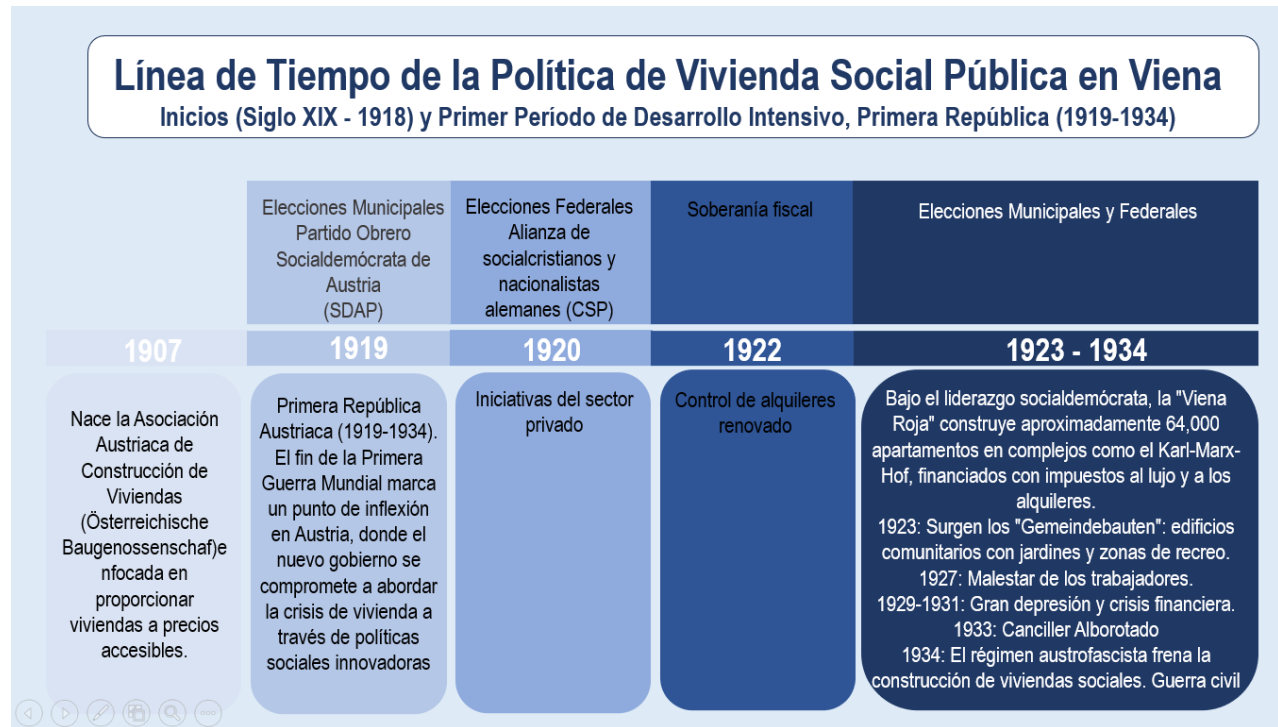 Línea de Tiempo de la Política de Vivienda Social Pública en Viena
Inicios (Siglo XIX - 1918) y Primer Período de Desarrollo Intensivo, Primera República (1919-1934)
Elecciones Municipales
Partido Obrero
Socialdemócrata de
Austria
(SDAP)
Elecciones Federales
Alianza de
socialcristianos y
nacionalistas
alemanes (CSP)
Soberanía fiscal
Elecciones Municipales y Federales
1907
1919
1920
1922
1923 - 1934
Nace la Asociación
Austriaca de
Construcción de
Viviendas
(Österreichische
Baugenossenschaf)e
nfocada en
proporcionar
viviendas a precios
accesibles.
Primera República
Austriaca (1919-1934).
El fin de la Primera
Guerra Mundial marca
un punto de inflexión
en Austria, donde el
nuevo gobierno se
compromete a abordar
la crisis de vivienda a
través de políticas
sociales innovadoras
Iniciativas del sector
privado
Control de alquileres
renovado
Bajo el liderazgo socialdemócrata, la "Viena
Roja" construye aproximadamente 64,000
apartamentos en complejos como el Karl-Marx-
Hof, financiados con impuestos al lujo y a los
alquileres.
1923: Surgen los "Gemeindebauten": edificios
comunitarios con jardines y zonas de recreo.
1927: Malestar de los trabajadores.
1929-1931: Gran depresión y crisis financiera.
1933: Canciller Alborotado
1934: El régimen austrofascista frena la
construcción de viviendas sociales. Guerra civil